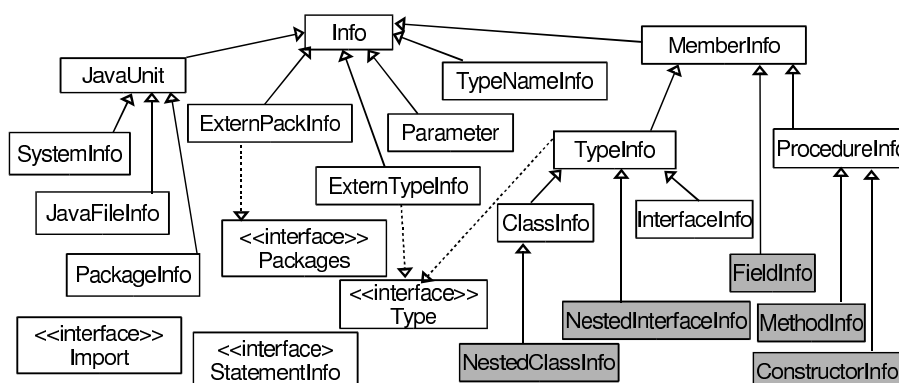 Info
MemberInfo
JavaUnit
TypeNameInfo
ExternPackInfo
Parameter
SystemInfo
TypeInfo
ProcedureInfo
ExternTypeInfo
JavaFileInfo
ClassInfo
InterfaceInfo
<<interface>>
Packages
PackageInfo
FieldInfo
<<interface>>
Type
NestedInterfaceInfo
MethodInfo
<<interface>>
Import
<<interface>
StatementInfo
NestedClassInfo
ConstructorInfo